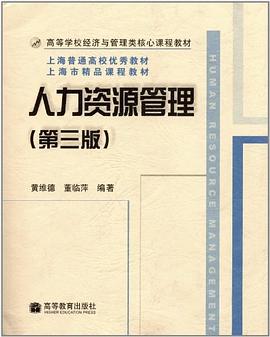 高等学校经济与管理类核心课程教材
上海普通高校优秀教材
上海市精品课程教材
人力资源管理
(第三版)
HUMAN RESOURCE MANAGEMENT
黄维德 董临萍 编著
高等教育出版社
HIGHER EDUCATION PRESS